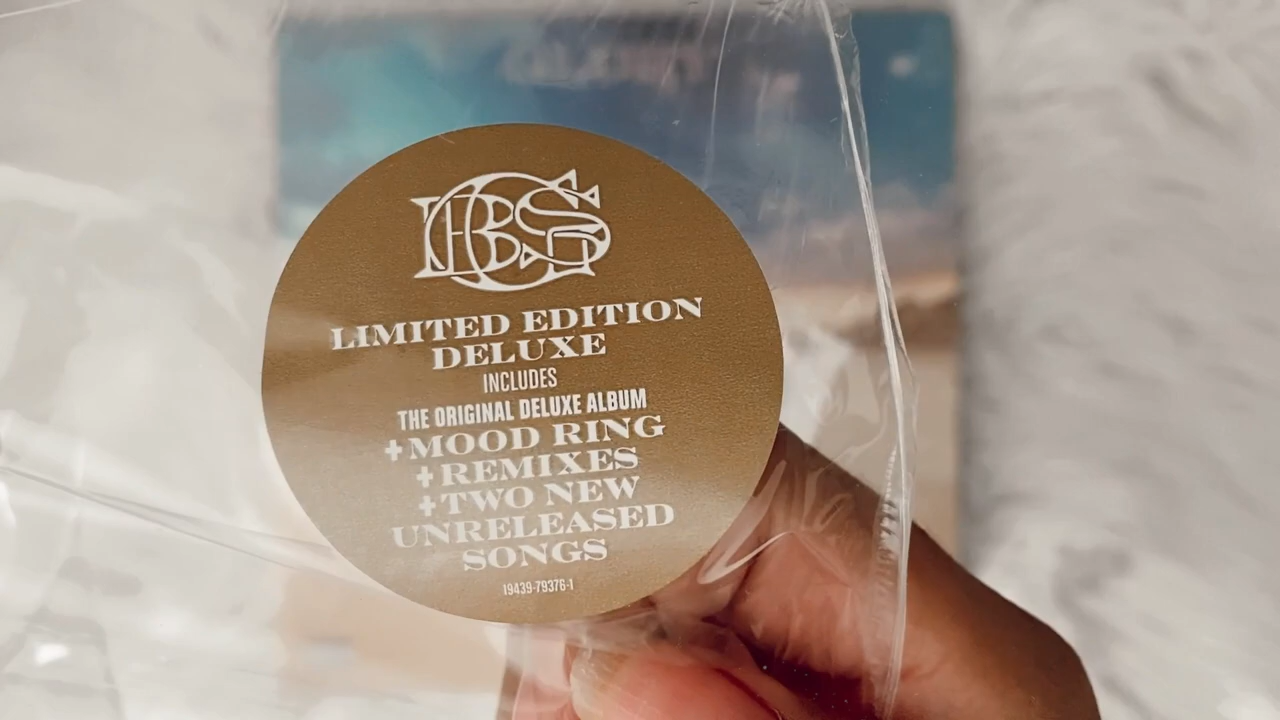 LIMITED EDITION
DELUXE
INCLUDES
THE ORIGINAL DELUXE ALBUM
+MOOD RING
+REMIXES
+TWO NEW
UNRELEASED
SONGS
19439-79376-1